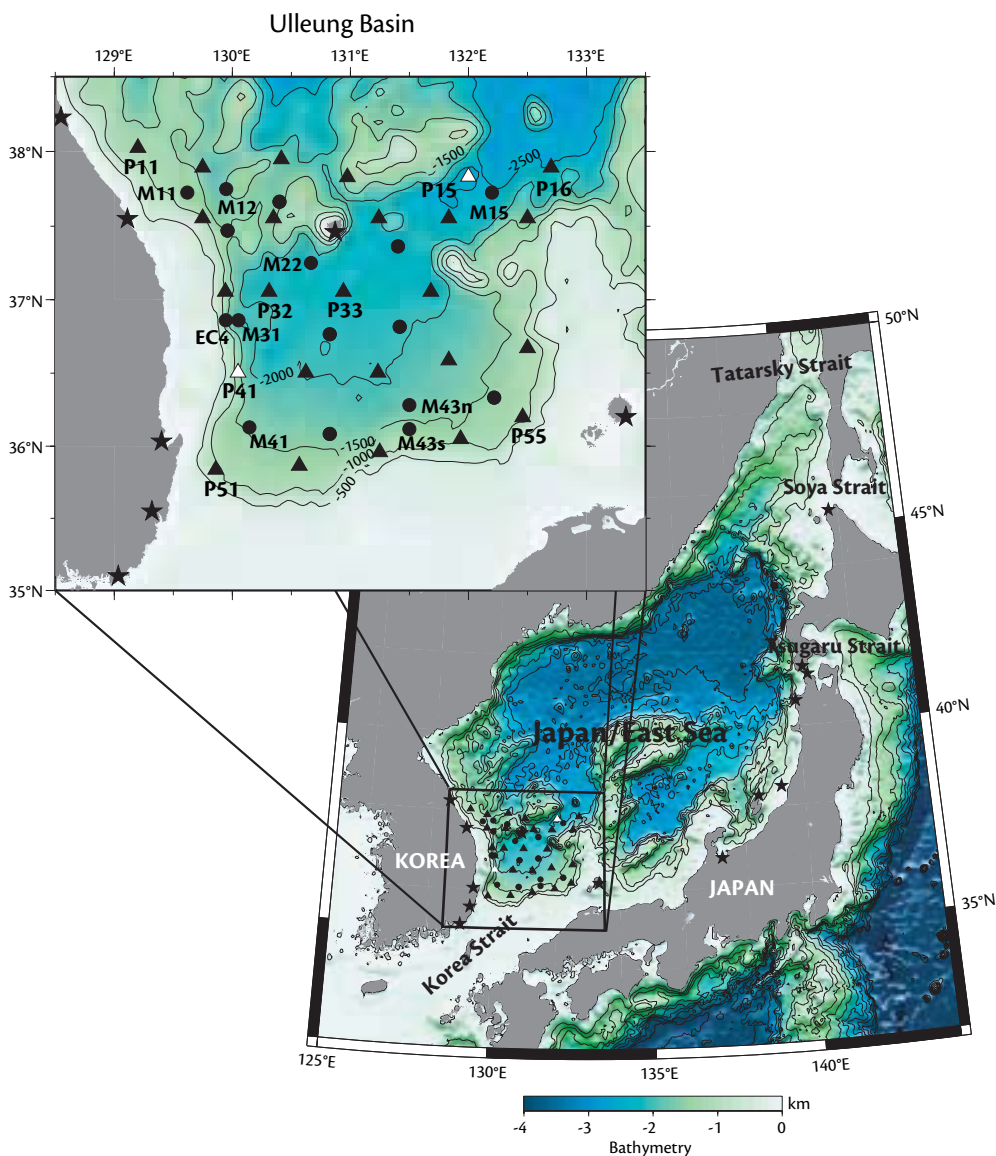 Ulleung Basin
129°E 130°E 131°E 132°E 133°E
38°N
37°N
36°N
35°N
P11
M11
M12
P15
M15
P16
-1500
-2500
M22
P32
P33
EC4
M31
P41
-2000
M43n
M41
M43s
P55
-1500
-1000
-500
P51
50°N
Tatarsky Strait
Soya Strait
45°N
Tsugaru Strait
40°N
Japan/East Sea
KOREA
JAPAN
35°N
Korea Strait
125°E
130°E
135°E
140°E
km
-4 -3 -2 -1 0
Bathymetry